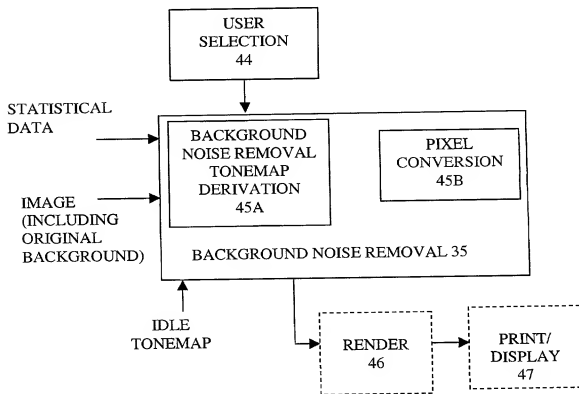 USER
SELECTION
44
STATISTICAL
DATA
BACKGROUND
NOISE REMOVAL
TONEMAP
DERIVATION
45A
PIXEL
CONVERSION
45B
IMAGE
(INCLUDING
ORIGINAL
BACKGROUND)
BACKGROUND NOISE REMOVAL 35
IDLE
TONEMAP
RENDER
46
PRINT/
DISPLAY
47